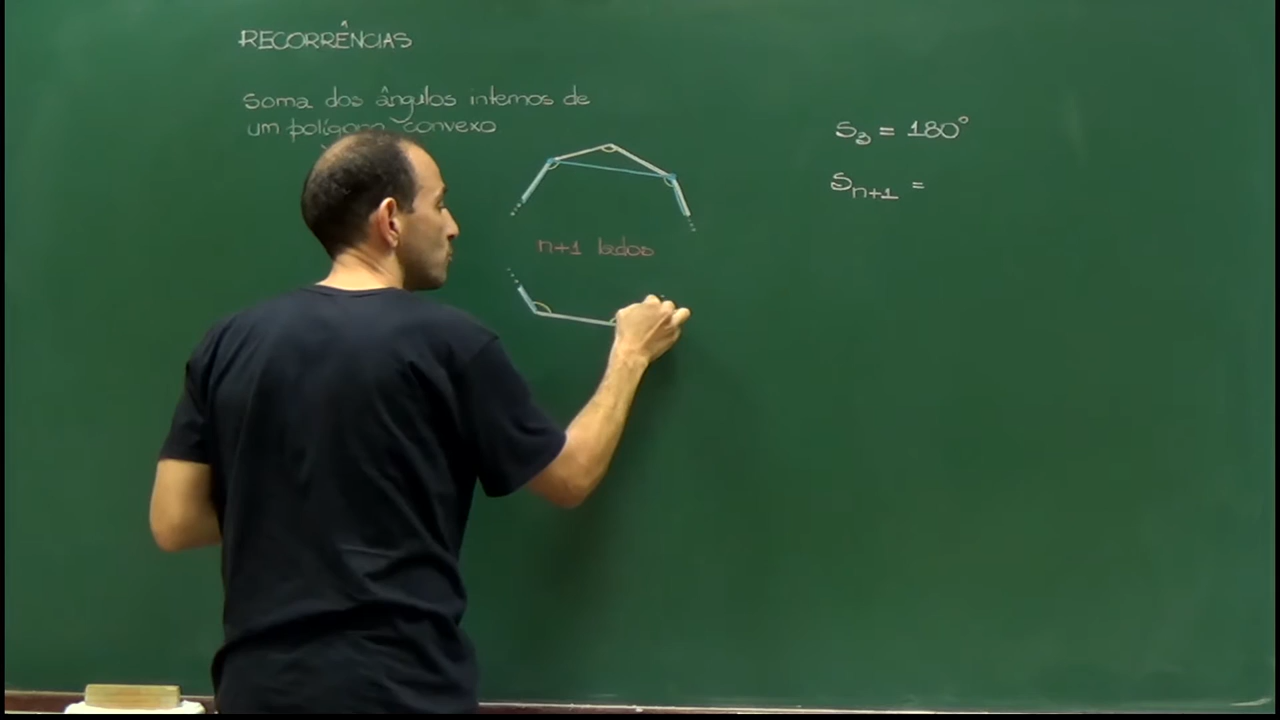 RECORRÊNCIAS
Soma dos ângulos internos de
um polígono convexo
S₃ = 180°
Sₙ₊₁ =
n+1 lados